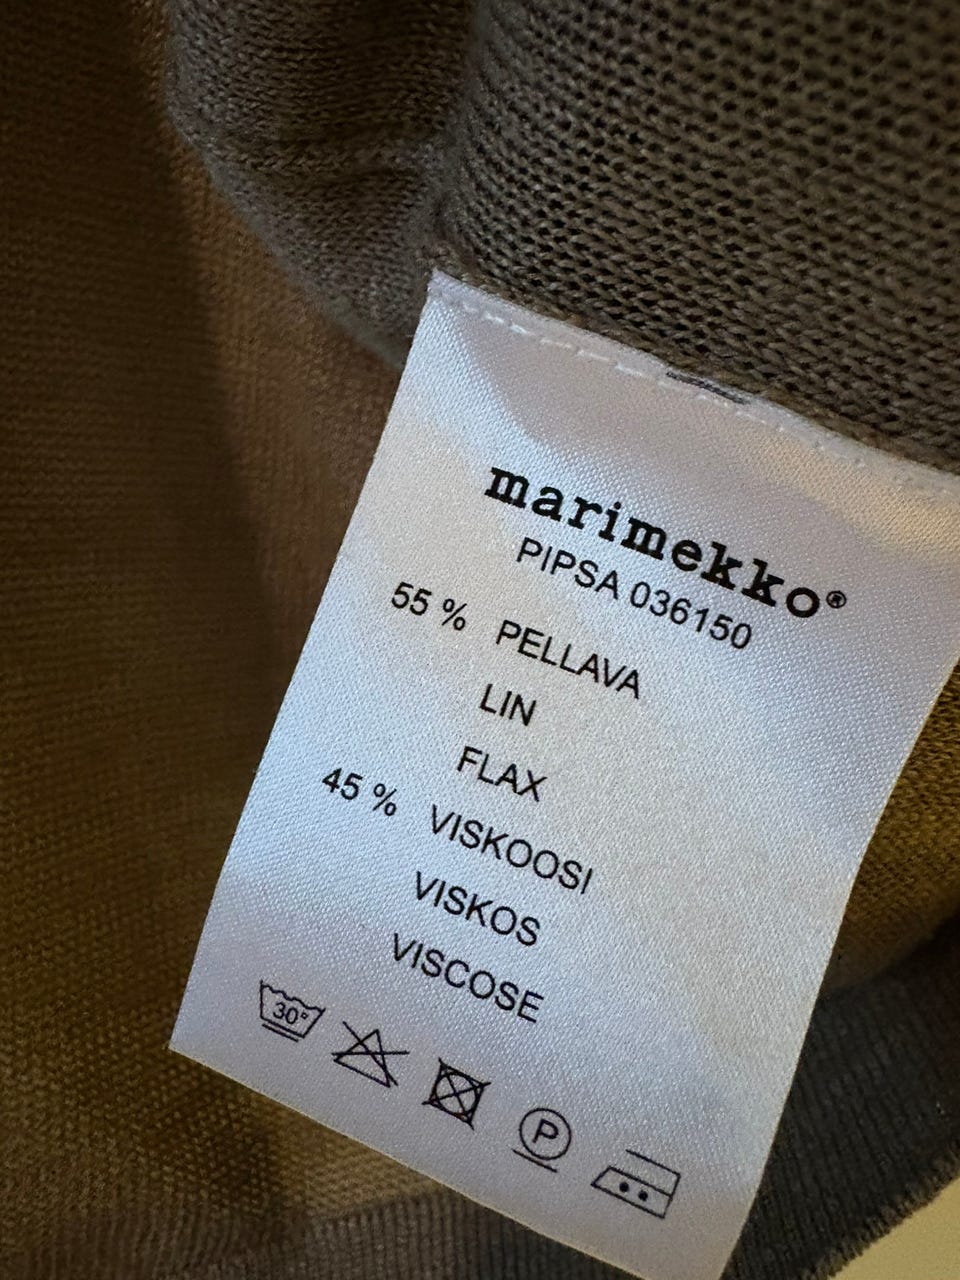 marimekko®
PIPSA 036150
55 % PELLAVA
LIN
FLAX
45 % VISKOOSI
VISKOS
VISCOSE
30°
P